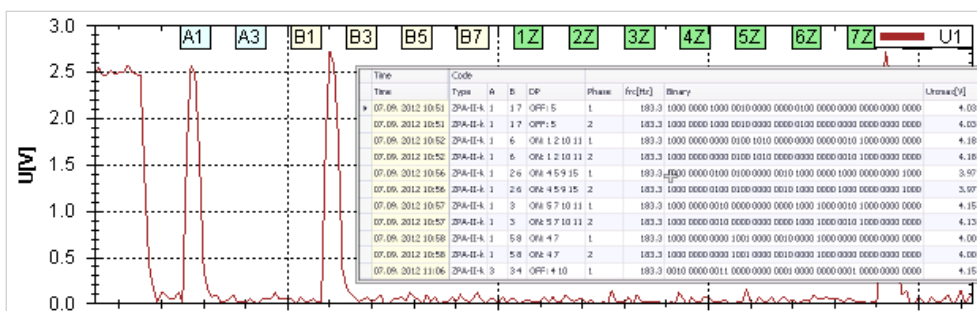 3.0
A1 A3 B1 B3 B5 B7 1Z 2Z 3Z 4Z 5Z 6Z 7Z U1
2.5
2.0
1.5
1.0
0.5
0.0
U[V]
Time Code
Time Type A B DP Phase frc[Hz] Binary Urcmax[V]
07.09. 2012 10:51 ZPA-II-k 1 1 7 OFF: 5 1 183.3 1000 0000 1000 0010 0000 0000 0100 0000 0000 0000 0000 0000 4.03
07.09. 2012 10:51 ZPA-II-k 1 1 7 OFF: 5 2 183.3 1000 0000 1000 0010 0000 0000 0100 0000 0000 0000 0000 0000 4.03
07.09. 2012 10:52 ZPA-II-k 1 6 ON: 1 2 10 11 1 183.3 1000 0000 0000 0100 1010 0000 0000 0000 0010 1000 0000 0000 4.18
07.09. 2012 10:52 ZPA-II-k 1 6 ON: 1 2 10 11 2 183.3 1000 0000 0000 0100 1010 0000 0000 0000 0010 1000 0000 0000 4.18
07.09. 2012 10:56 ZPA-II-k 1 2 6 ON: 4 5 9 15 1 183.3 0000 0100 0100 0000 0010 1000 0000 1000 0000 0000 1000 3.97
07.09. 2012 10:56 ZPA-II-k 1 2 6 ON: 4 5 9 15 2 183.3 1000 0000 0100 0100 0000 0010 1000 0000 1000 0000 0000 1000 3.97
07.09. 2012 10:57 ZPA-II-k 1 3 ON: 5 7 10 11 1 183.3 1000 0000 0010 0000 0000 0000 1000 1000 0010 1000 0000 0000 4.15
07.09. 2012 10:57 ZPA-II-k 1 3 ON: 5 7 10 11 2 183.3 1000 0000 0010 0000 0000 0000 1000 1000 0010 1000 0000 0000 4.13
07.09. 2012 10:58 ZPA-II-k 1 5 8 ON: 4 7 1 183.3 1000 0000 0000 1001 0000 0010 0000 1000 0000 0000 0000 0000 4.00
07.09. 2012 10:58 ZPA-II-k 1 5 8 ON: 4 7 2 183.3 1000 0000 0000 1001 0000 0010 0000 1000 0000 0000 0000 0000 4.00
07.09. 2012 11:06 ZPA-II-k 3 3 4 OFF: 4 10 1 183.3 0010 0000 0011 0000 0000 0001 0000 0000 0001 0000 0000 0000 4.15